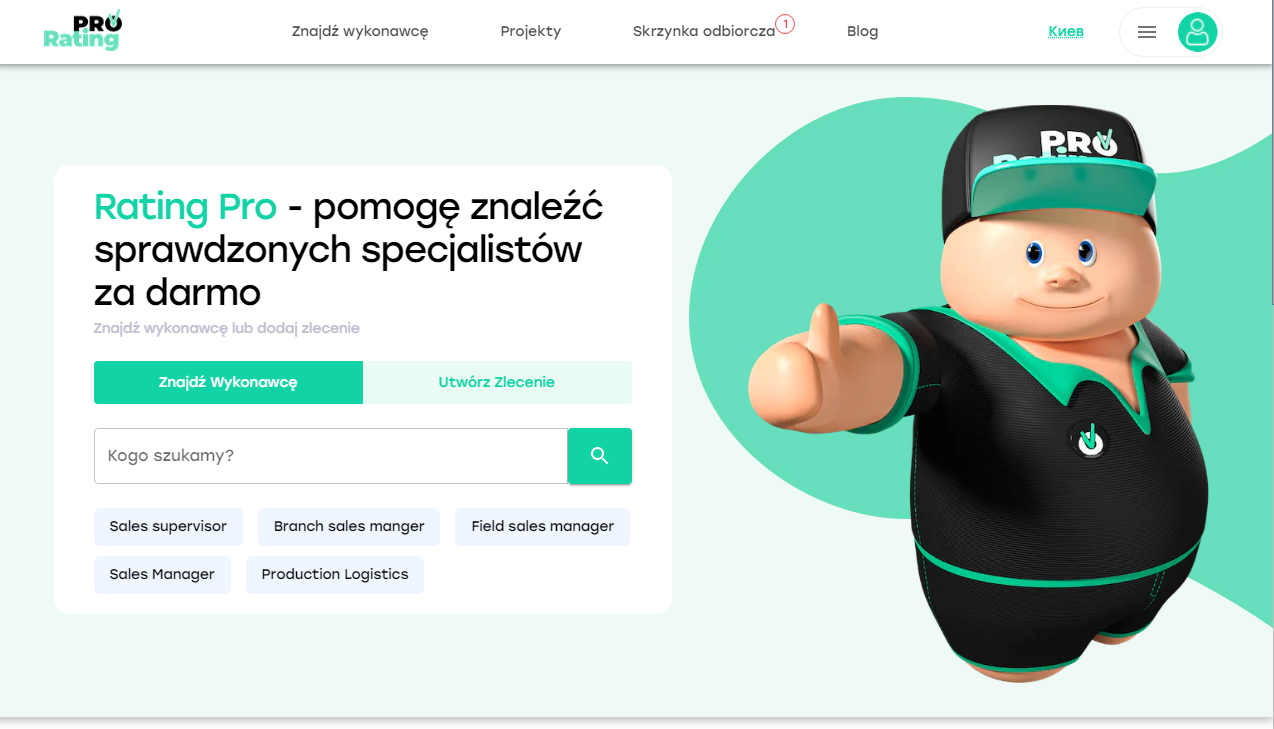 PRO
Rating
Znajdź wykonawcę
Projekty
Skrzynka odbiorcza
1
Blog
Киев
PRO
Rating Pro - pomogę znaleźć
sprawdzonych specjalistów
za darmo
Znajdź wykonawcę lub dodaj zlecenie
Znajdź Wykonawcę
Utwórz Zlecenie
Kogo szukamy?
Sales supervisor
Branch sales manger
Field sales manager
Sales Manager
Production Logistics